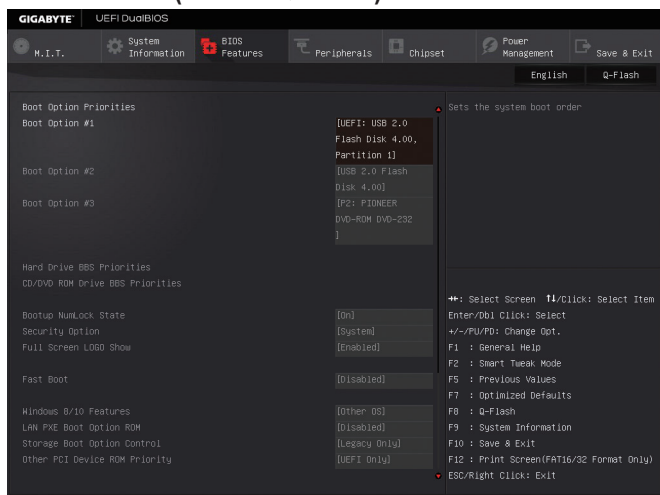 GIGABYTE™ UEFI DualBIOS
M.I.T.
System Information
BIOS Features
Peripherals
Chipset
Power Management
Save & Exit
English Q-Flash
Boot Option Priorities
Boot Option #1 [UEFI: USB 2.0
Flash Disk 4.00,
Partition 1]
Boot Option #2 [USB 2.0 Flash
Disk 4.00]
Boot Option #3 [P2: PIONEER
DVD-ROM DVD-232
]
Hard Drive BBS Priorities
CD/DVD ROM Drive BBS Priorities
Bootup NumLock State [On]
Security Option [System]
Full Screen LOGO Show [Enabled]
Fast Boot [Disabled]
Windows 8/10 Features [Other OS]
LAN PXE Boot Option ROM [Disabled]
Storage Boot Option Control [Legacy Only]
Other PCI Device ROM Priority [UEFI Only]
Sets the system boot order
→←: Select Screen ↑↓/Click: Select Item
Enter/Dbl Click: Select
+/-/PU/PD: Change Opt.
F1 : General Help
F2 : Smart Tweak Mode
F5 : Previous Values
F7 : Optimized Defaults
F8 : Q-Flash
F9 : System Information
F10 : Save & Exit
F12 : Print Screen(FAT16/32 Format Only)
ESC/Right Click: Exit